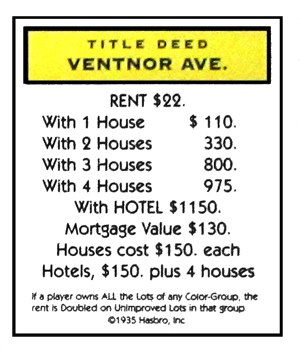 TITLE DEED
VENTNOR AVE.
RENT $22.
With 1 House $ 110.
With 2 Houses 330.
With 3 Houses 800.
With 4 Houses 975.
With HOTEL $1150.
Mortgage Value $130.
Houses cost $150. each
Hotels, $150. plus 4 houses
If a player owns ALL the Lots of any Color-Group, the
rent is Doubled on Unimproved Lots in that group.
©1935 Hasbro, Inc